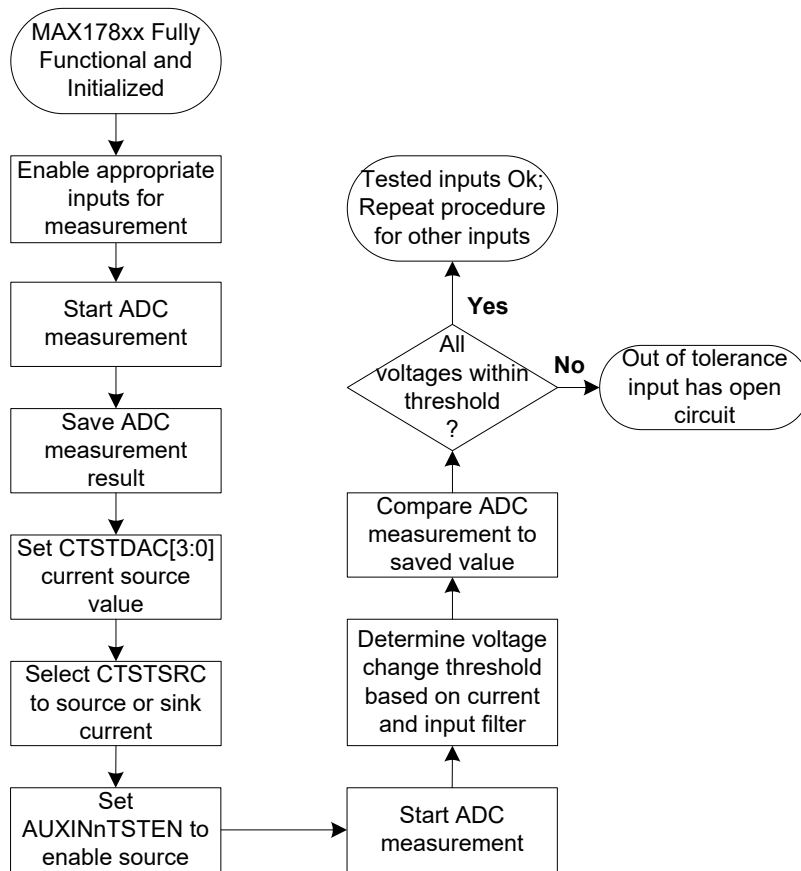 MAX178xx Fully
Functional and
Initialized
Enable appropriate
inputs for
measurement
Start ADC
measurement
Save ADC
measurement
result
Set CTSTDAC[3:0]
current source
value
Select CTSTSRC
to source or sink
current
Set
AUXINnTSTEN to
enable source
Start ADC
measurement
Determine voltage
change threshold
based on current
and input filter
Compare ADC
measurement to
saved value
All
voltages within
threshold
?
Yes
No
Tested inputs Ok;
Repeat procedure
for other inputs
Out of tolerance
input has open
circuit